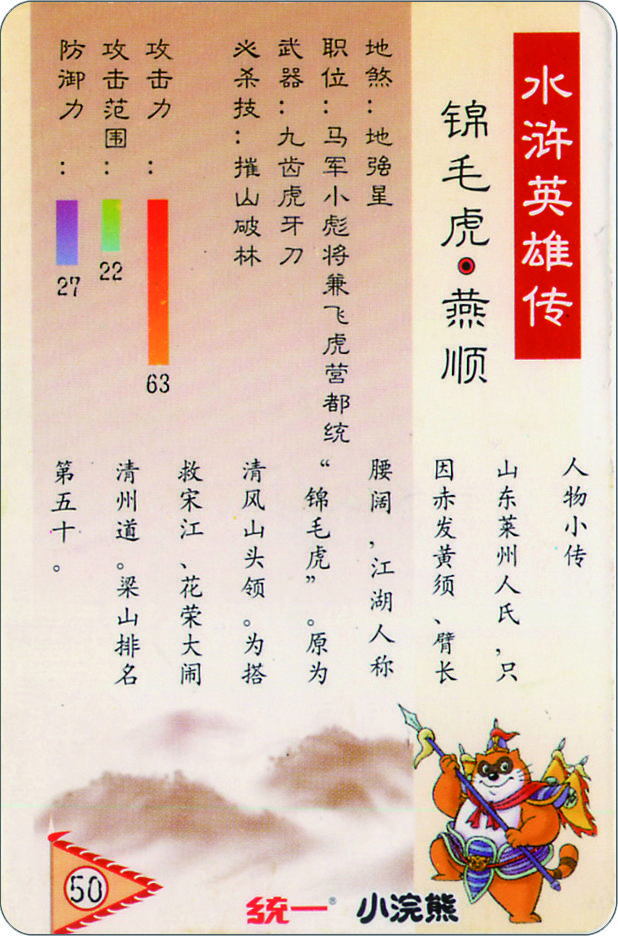 水浒英雄传
锦毛虎·燕顺
地煞：地强星
职位：马军小彪将兼飞虎营都统
武器：九齿虎牙刀
必杀技：摧山破林
攻击力：
63
攻击范围：
22
防御力：
27
人物小传
山东莱州人氏，只
因赤发黄须、臂长
腰阔，江湖人称
“锦毛虎”。原为
清风山头领。为搭
救宋江、花荣大闹
清州道。梁山排名
第五十。
50
统一® 小浣熊